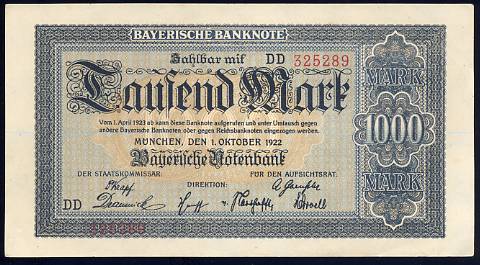 BAYERISCHE BANKNOTE
Zahlbar mit DD 325289
Tausend Mark
Vom 1. April 1923 ab kann diese Banknote aufgerufen und unter Umtausch gegen
andere Bayerische Banknoten oder gegen Reichsbanknoten eingezogen werden.
MÜNCHEN, DEN 1. OKTOBER 1922
Bayerische Notenbank
DER STAATSKOMMISSAR: DIREKTION: FÜR DEN AUFSICHTSRAT:
DD
325289
MARK
1000
MARK